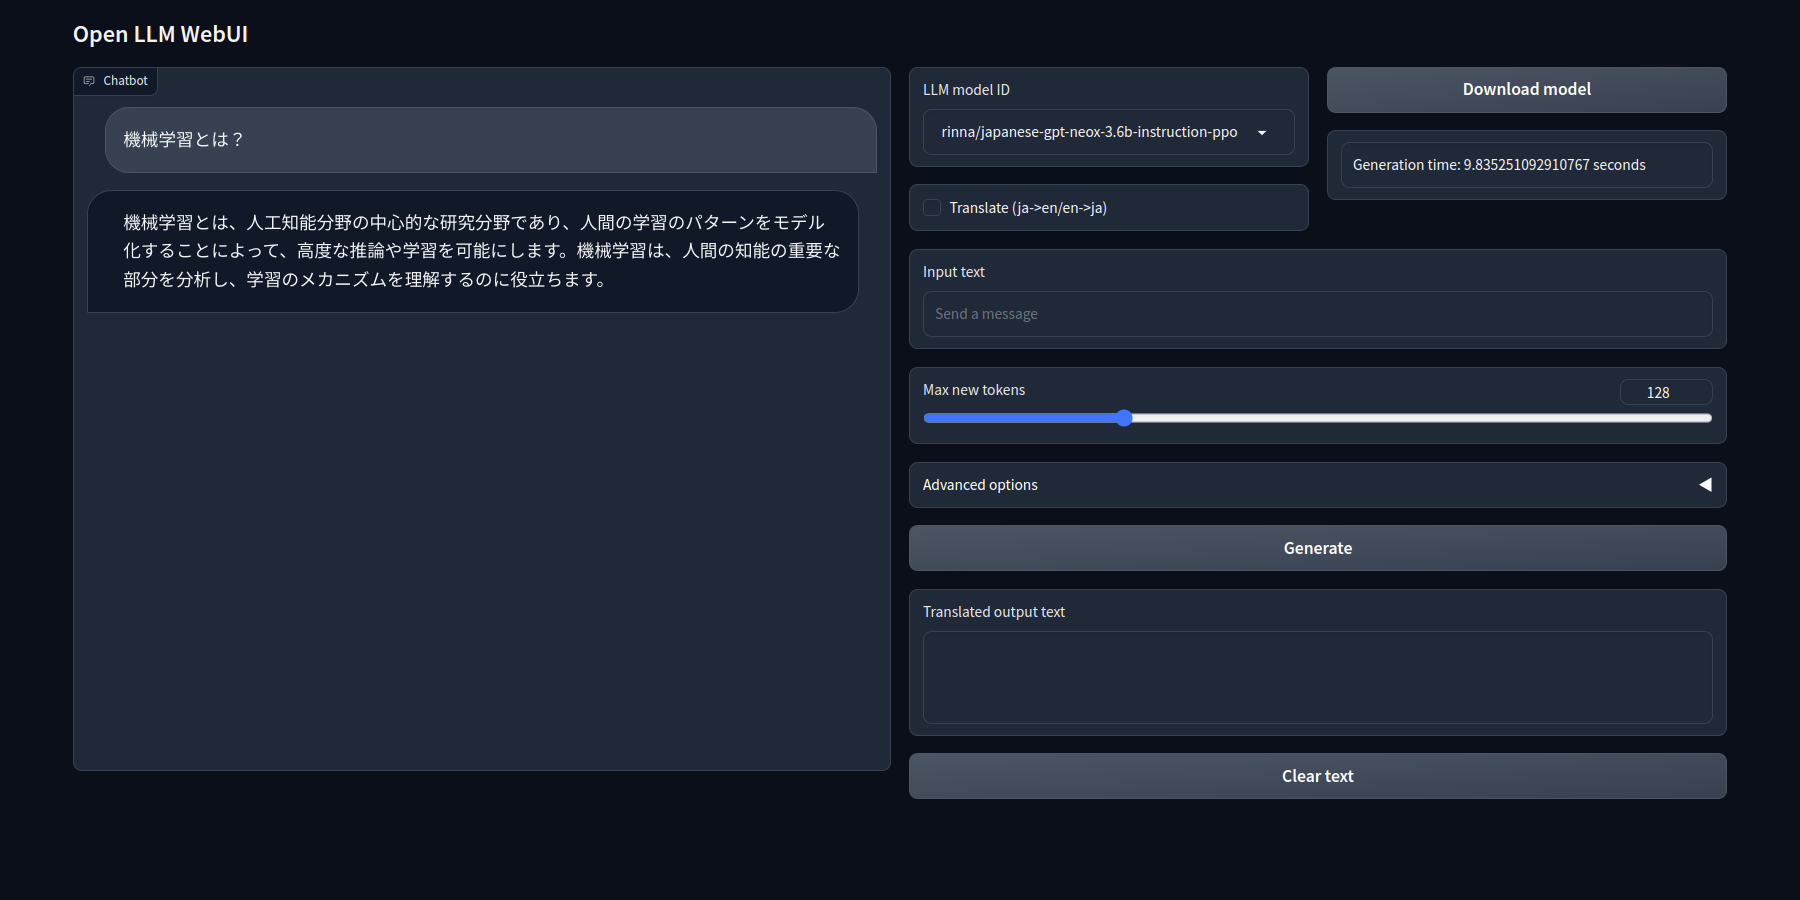 Open LLM WebUI
Chatbot
機械学習とは？
機械学習とは、人工知能分野の中心的な研究分野であり、人間の学習のパターンをモデル
化することによって、高度な推論や学習を可能にします。機械学習は、人間の知能の重要な
部分を分析し、学習のメカニズムを理解するのに役立ちます。
LLM model ID
rinna/japanese-gpt-neox-3.6b-instruction-ppo
Translate (ja->en/en->ja)
Download model
Generation time: 9.835251092910767 seconds
Input text
Send a message
Max new tokens
128
Advanced options
Generate
Translated output text
Clear text